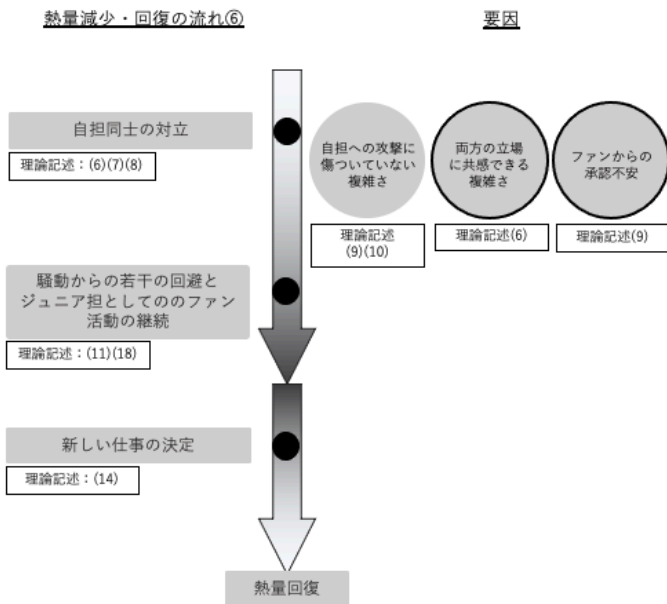 熱量減少・回復の流れ⑥
要因
自担同士の対立
理論記述：(6)(7)(8)
自担への攻撃に
傷ついていない
複雑さ
理論記述
(9)(10)
両方の立場
に共感できる
複雑さ
理論記述(6)
ファンからの
承認不安
理論記述(9)
騒動からの若干の回避と
ジュニア担としてののファン
活動の継続
理論記述：(11)(18)
新しい仕事の決定
理論記述：(14)
熱量回復